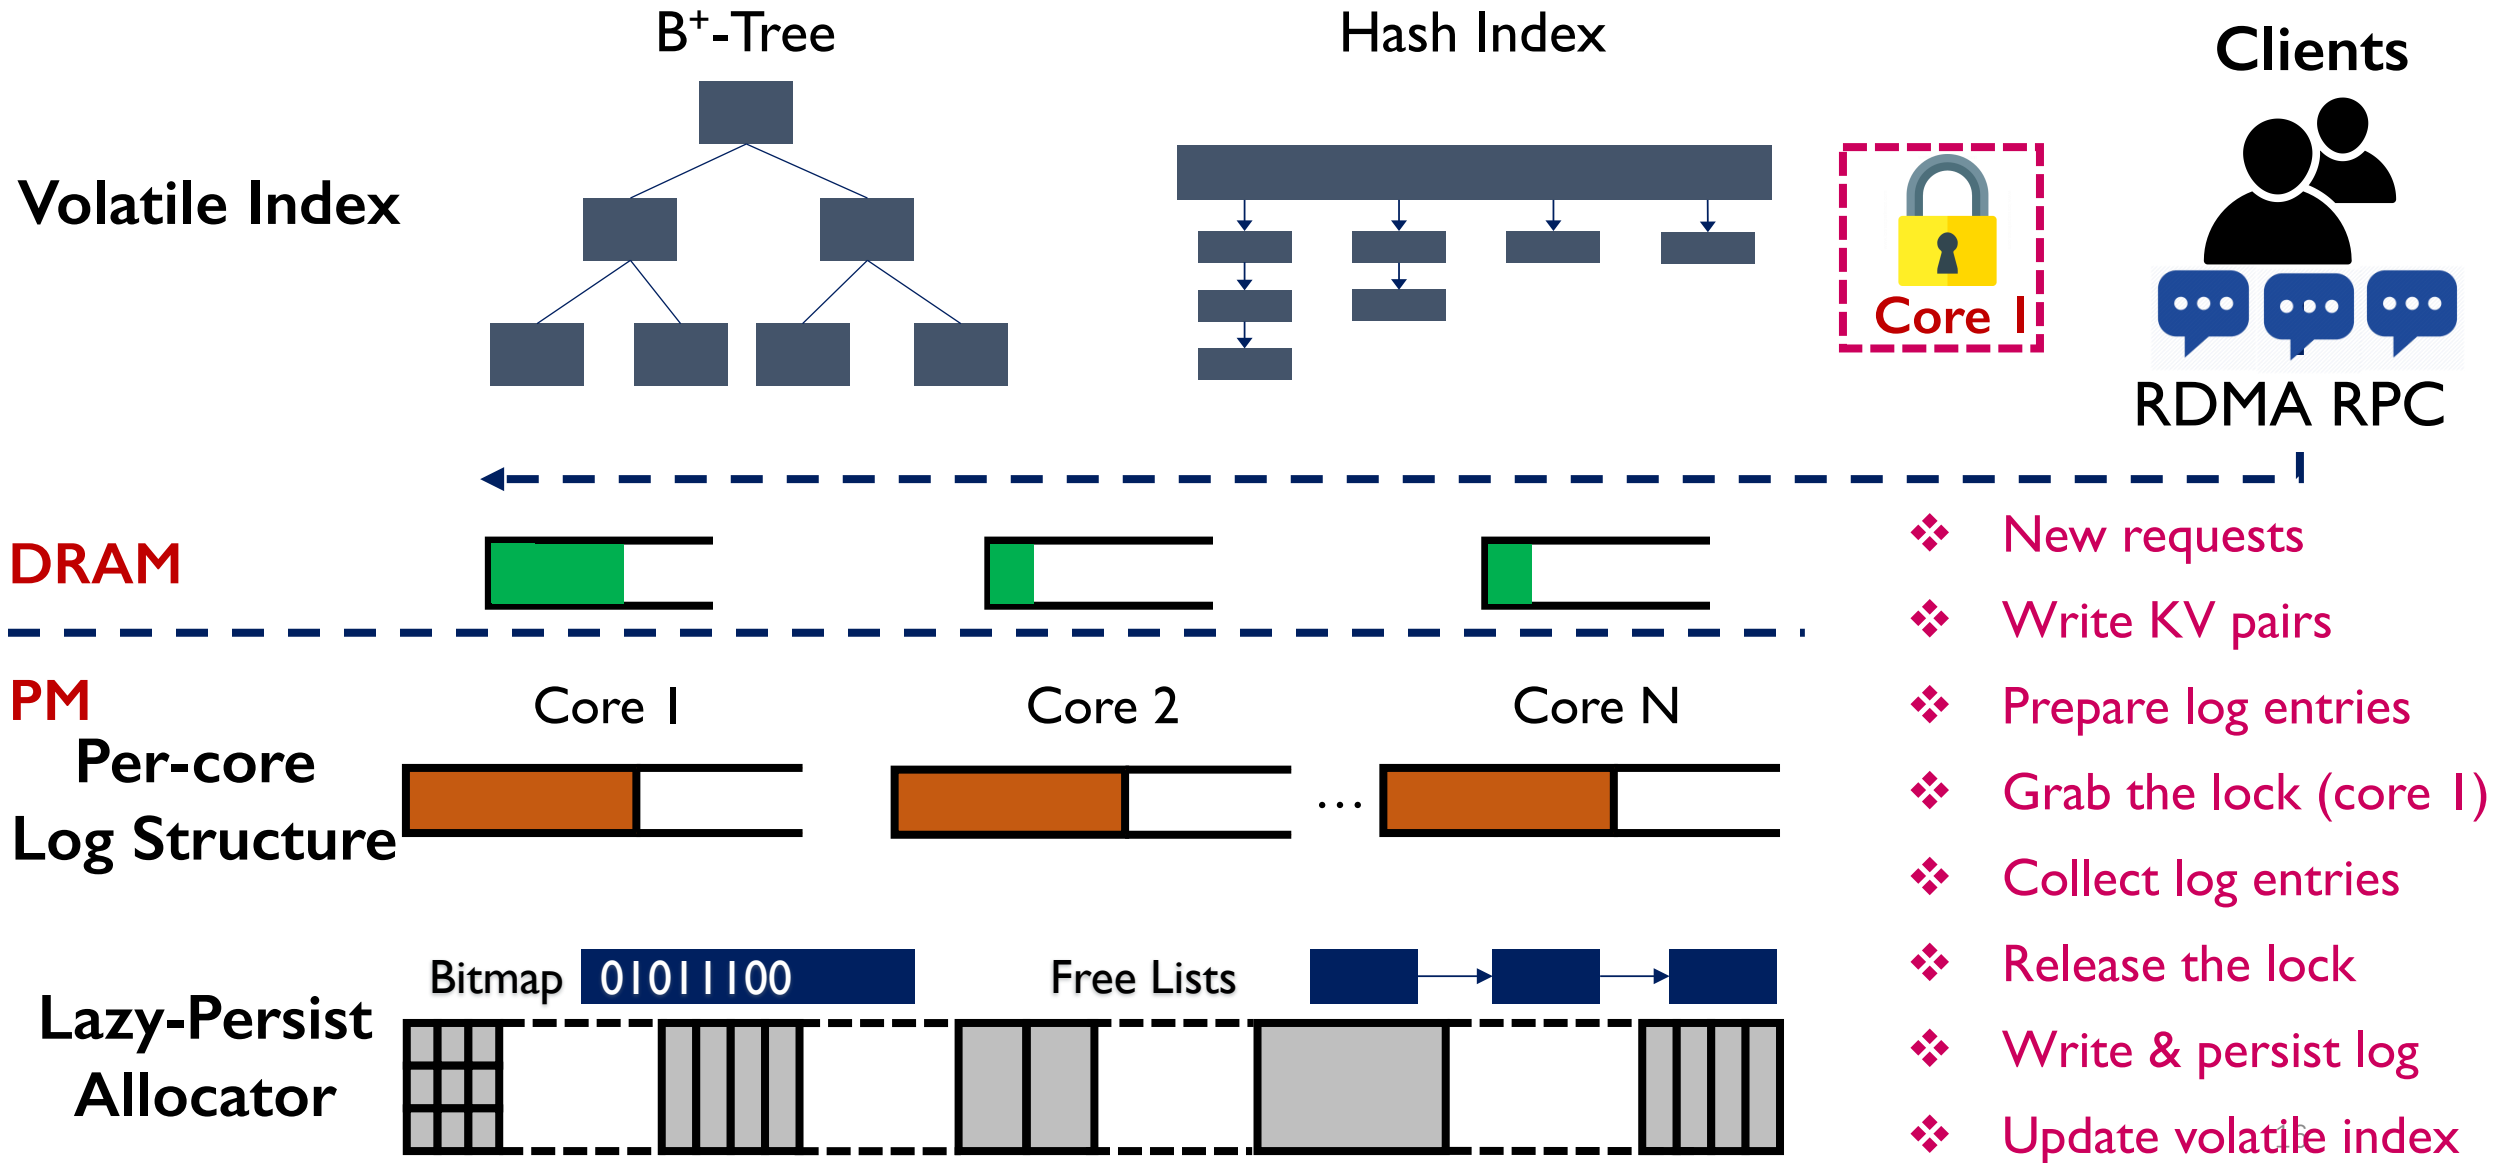 B+-Tree
Hash Index
Clients
Volatile Index
Core 1
RDMA RPC
DRAM
PM
Core 1
Core 2
Core N
Per-core
Log Structure
...
Bitmap
01011100
Free Lists
Lazy-Persist
Allocator
❖ New requests
❖ Write KV pairs
❖ Prepare log entries
❖ Grab the lock (core 1)
❖ Collect log entries
❖ Release the lock
❖ Write & persist log
❖ Update volatile index